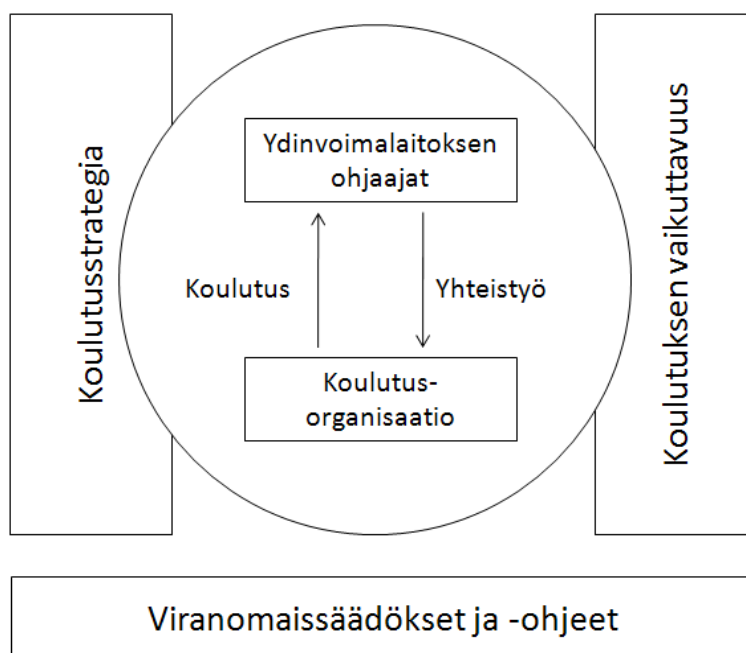 Koulutusstrategia
Ydinvoimalaitoksen
ohjaajat
Koulutus
Yhteistyö
Koulutus-
organisaatio
Koulutuksen vaikuttavuus
Viranomaissäädökset ja -ohjeet